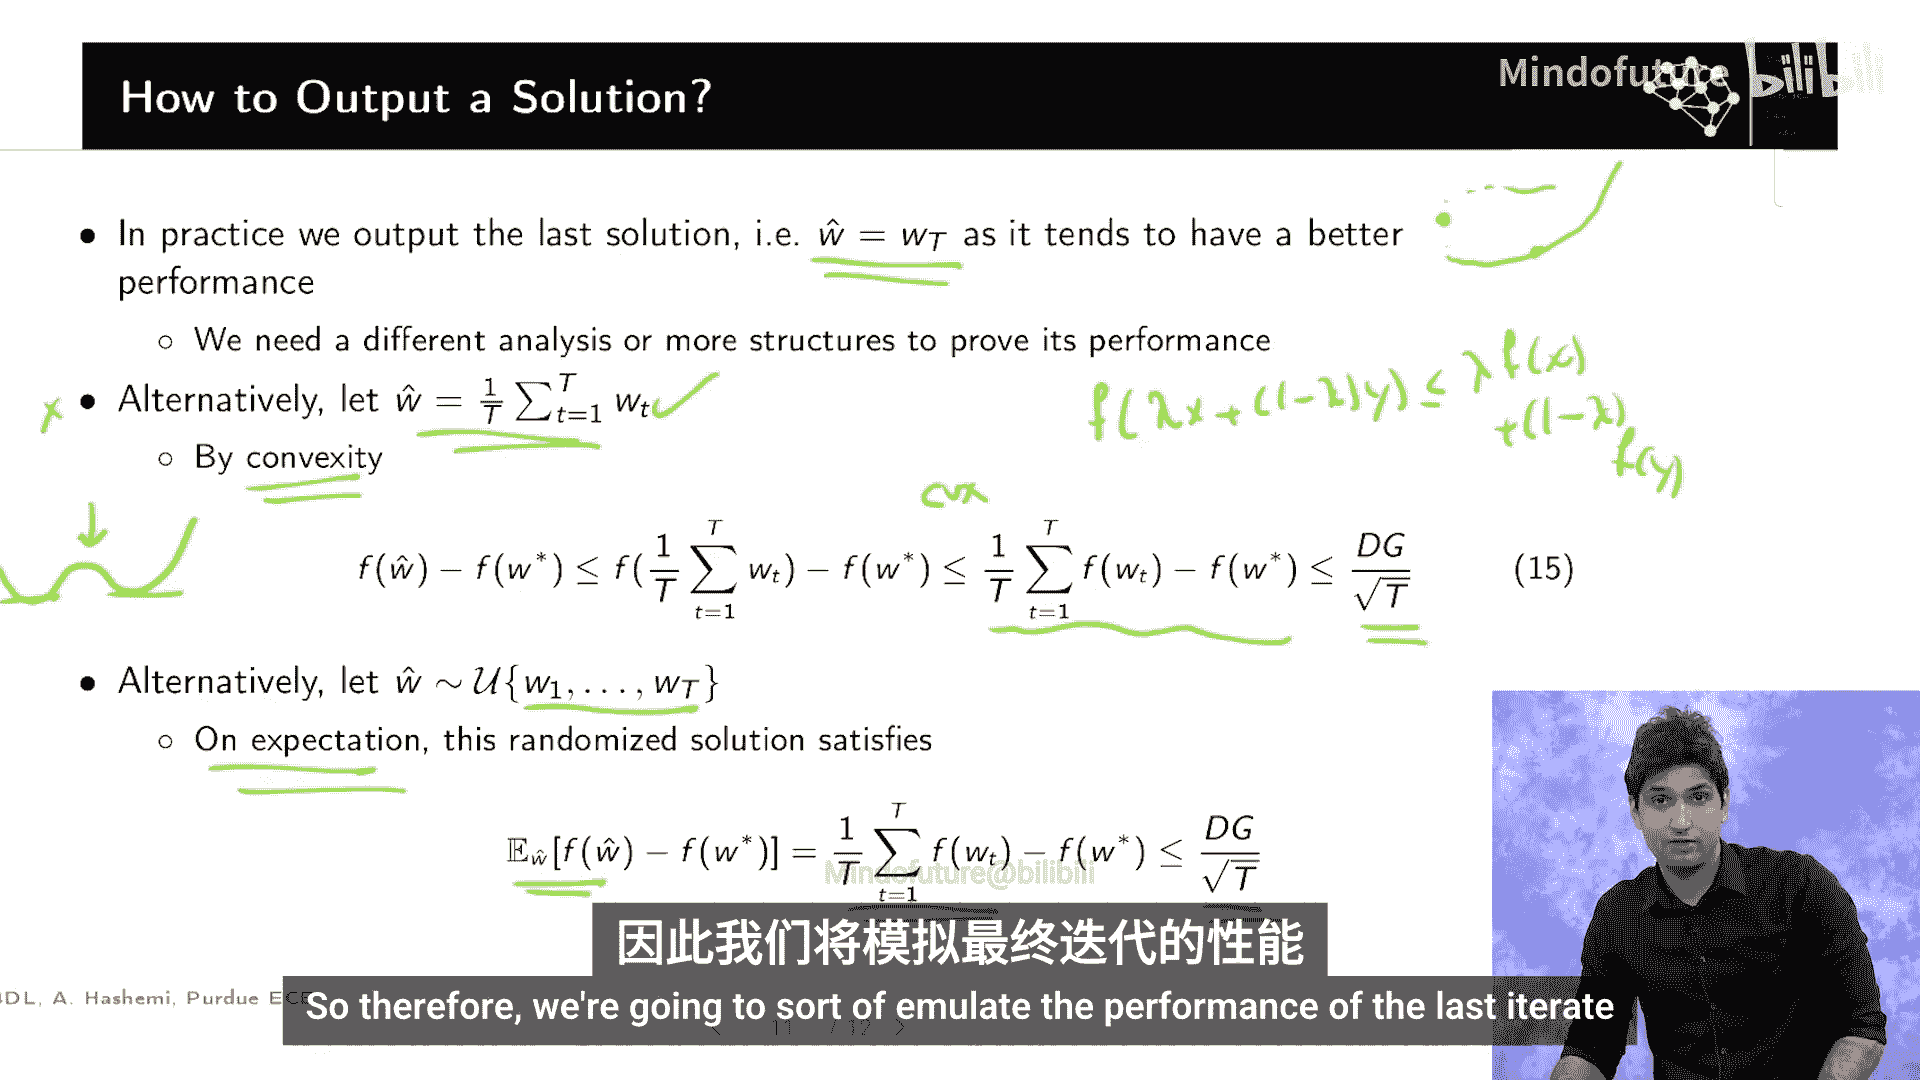 How to Output a Solution?
Mindofuture
bilibili
• In practice we output the last solution, i.e. ŵ = w_T as it tends to have a better
performance
○ We need a different analysis or more structures to prove its performance
f(λx+(1-λ)y) ≤ λ f(x)
+(1-λ)
f(y)
x
• Alternatively, let ŵ = 1/T ∑_{t=1}^{T} w_t
○ By convexity
cvx
f(ŵ) − f(w*) ≤ f(1/T ∑_{t=1}^{T} w_t) − f(w*) ≤ 1/T ∑_{t=1}^{T} f(w_t) − f(w*) ≤ DG/√T (15)
• Alternatively, let ŵ ∼ 𝒰{w_1, . . . , w_T}
○ On expectation, this randomized solution satisfies
𝔼_ŵ[f(ŵ) − f(w*)] = 1/T ∑_{t=1}^{T} f(w_t) − f(w*) ≤ DG/√T
Mindofuture@bilibili
因此我们将模拟最终迭代的性能
DL, A. Hashemi, Purdue ECE
So therefore, we're going to sort of emulate the performance of the last iterate
11 / 12